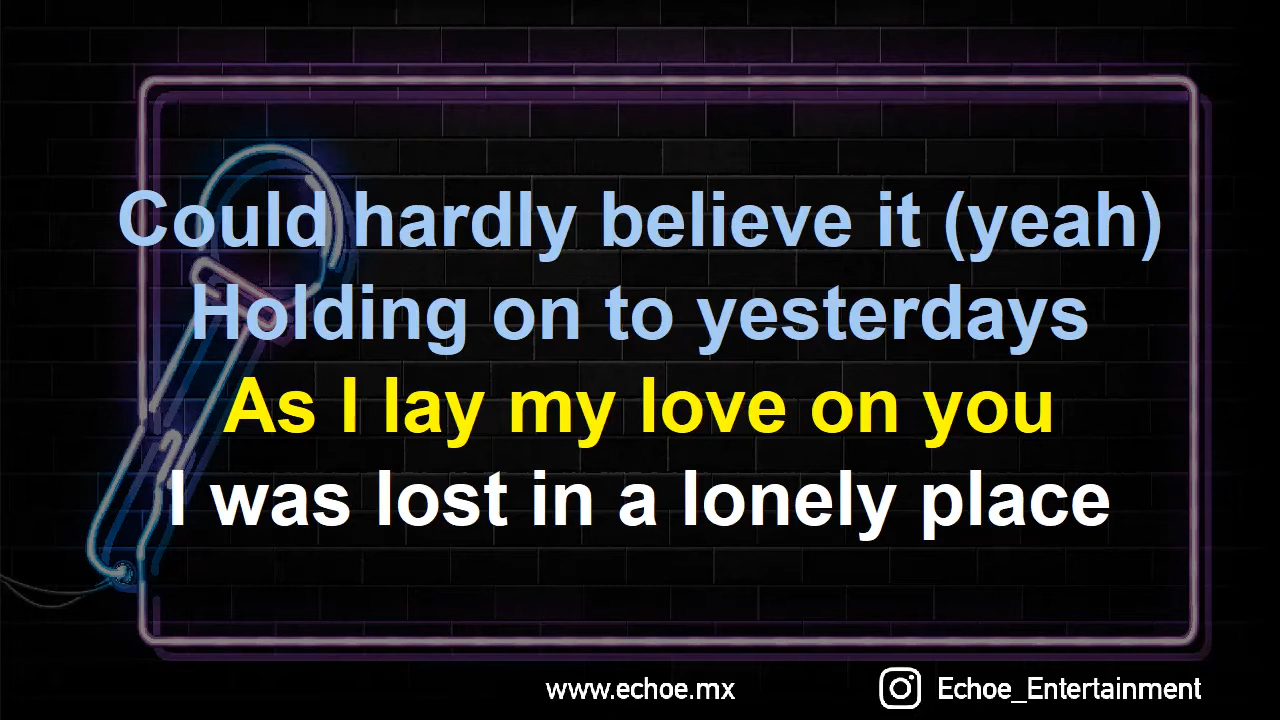 Could hardly believe it (yeah)
Holding on to yesterdays
As I lay my love on you
I was lost in a lonely place
www.echoe.mx
Echoe_Entertainment